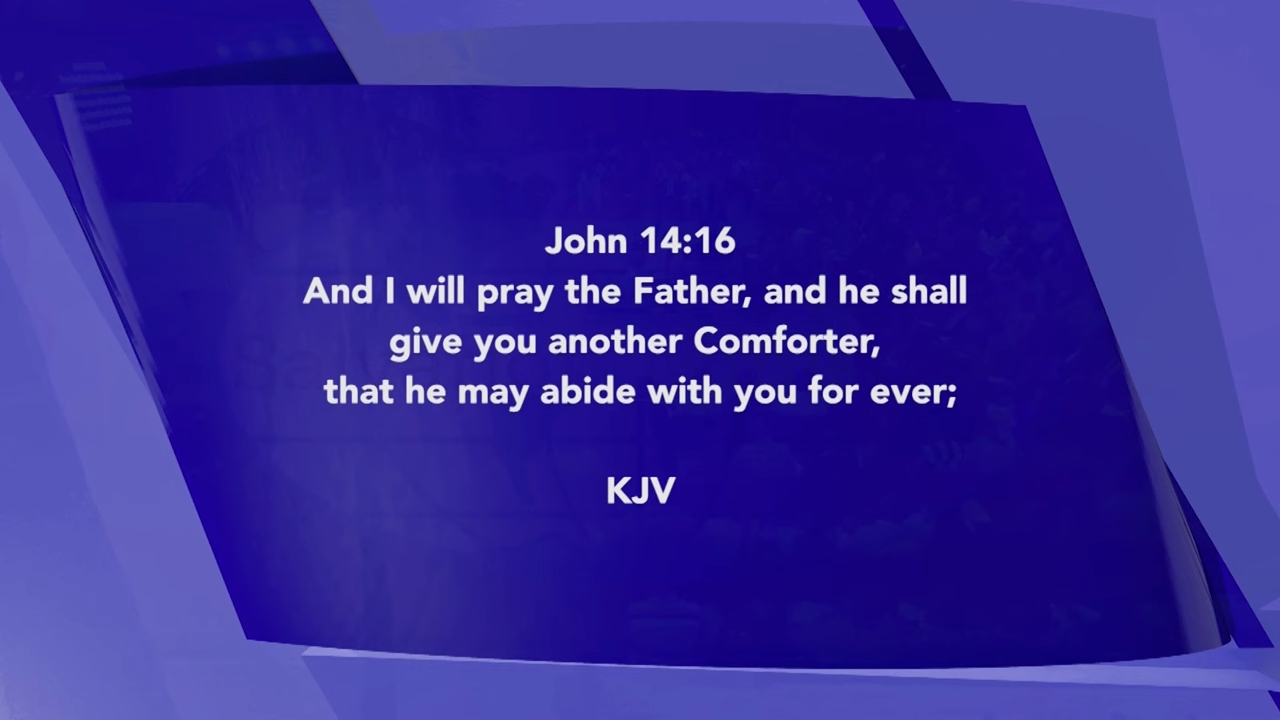 John 14:16
And I will pray the Father, and he shall
give you another Comforter,
that he may abide with you for ever;
KJV